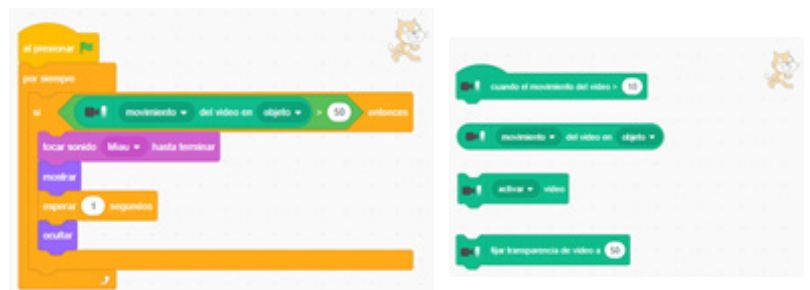 al presionar
por siempre
si movimiento del video en objeto > 50 entonces
tocar sonido Miau hasta terminar
mostrar
esperar 1 segundos
ocultar
cuando el movimiento del video > 10
movimiento del video en objeto
activar video
fijar transparencia de video a 50